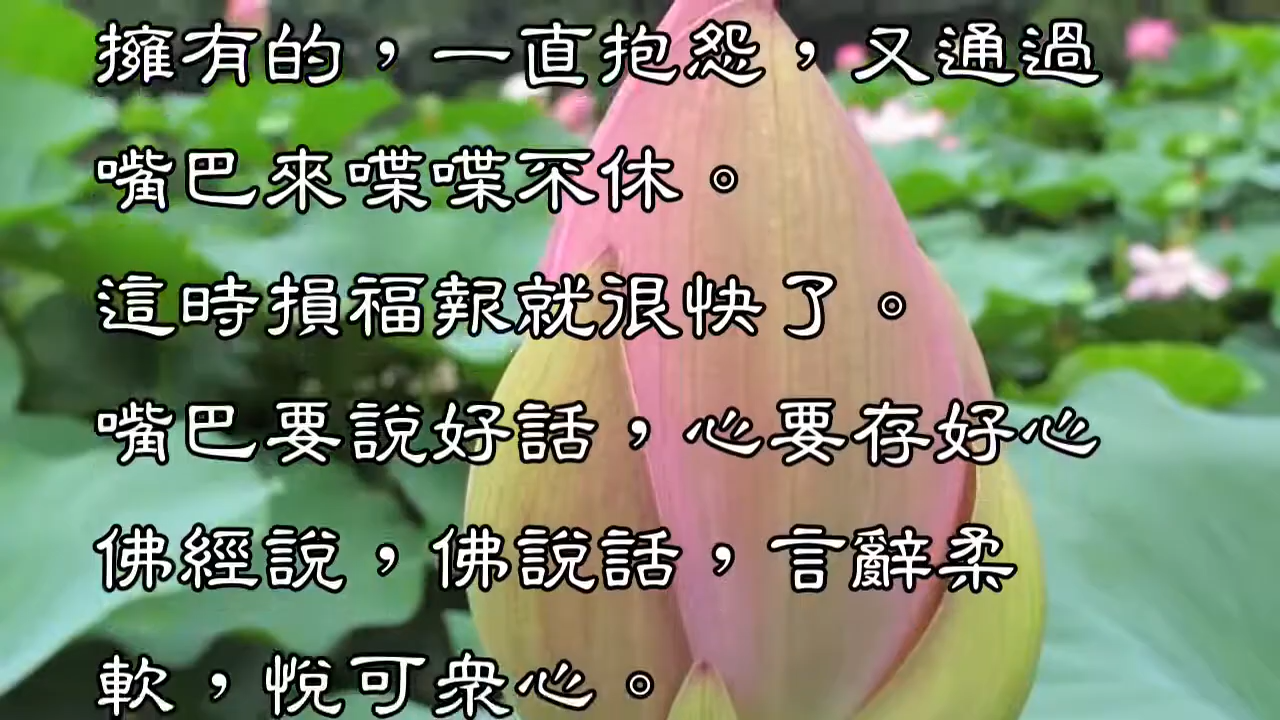 擁有的，一直抱怨，又通過
嘴巴來喋喋不休。
這時損福報就很快了。
嘴巴要說好話，心要存好心
佛經說，佛說話，言辭柔
軟，悅可衆心。